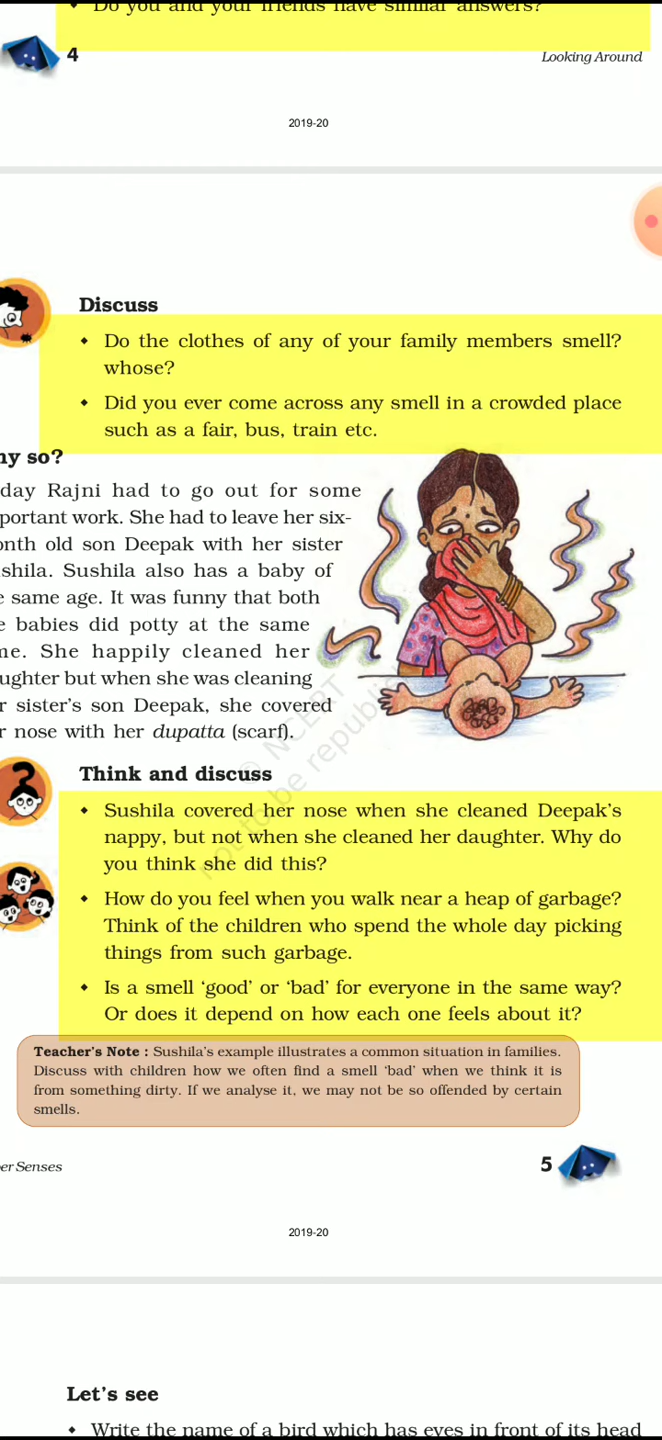 • Do you and your friends have similar answers?
4
Looking Around
2019-20
Discuss
◆ Do the clothes of any of your family members smell?
whose?
◆ Did you ever come across any smell in a crowded place
such as a fair, bus, train etc.
so?
day Rajni had to go out for some
portant work. She had to leave her six-
onth old son Deepak with her sister
shila. Sushila also has a baby of
same age. It was funny that both
babies did potty at the same
me. She happily cleaned her
ughter but when she was cleaning
r sister's son Deepak, she covered
r nose with her dupatta (scarf).
© NCERT
not to be republi
Think and discuss
◆ Sushila covered her nose when she cleaned Deepak's
nappy, but not when she cleaned her daughter. Why do
you think she did this?
◆ How do you feel when you walk near a heap of garbage?
Think of the children who spend the whole day picking
things from such garbage.
◆ Is a smell 'good' or 'bad' for everyone in the same way?
Or does it depend on how each one feels about it?
Teacher's Note : Sushila's example illustrates a common situation in families.
Discuss with children how we often find a smell 'bad' when we think it is
from something dirty. If we analyse it, we may not be so offended by certain
smells.
er Senses
5
2019-20
Let's see
◆ Write the name of a bird which has eyes in front of its head